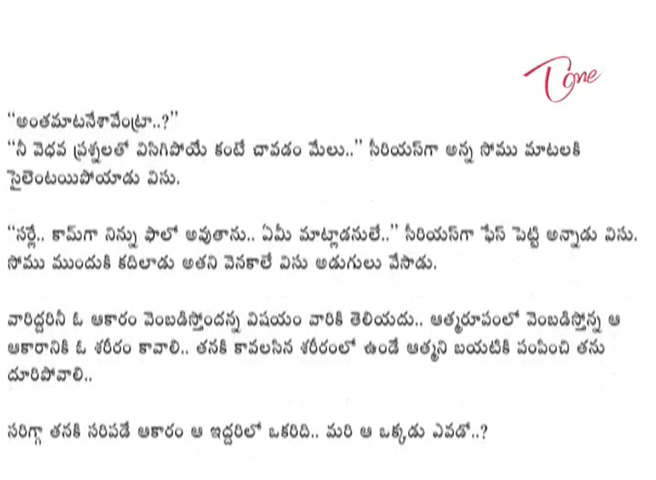 Tone
"అంతమాటనేశావేంట్రా..?"
"నీ వెధవ ప్రశ్నలతో విసిగిపోయే కంటే చావడం మేలు.." సీరియస్‌గా అన్న సోము మాటలకి
సైలెంటయిపోయాడు విసు.
"సర్లే.. కామ్‌గా నిన్ను ఫాలో అవుతాను.. ఏమీ మాట్లాడనులే.." సీరియస్‌గా ఫేస్ పెట్టి అన్నాడు విసు.
సోము ముందుకి కదిలాడు అతని వెనకాలే విసు అడుగులు వేసాడు.
వారిద్దరినీ ఓ ఆకారం వెంబడిస్తోందన్న విషయం వారికి తెలియదు.. ఆత్మరూపంలో వెంబడిస్తోన్న ఆ
ఆకారానికి ఓ శరీరం కావాలి.. తనకి కావలసిన శరీరంలో ఉండే ఆత్మని బయటికి పంపించి తను
దూరిపోవాలి..
సరిగ్గా తనకి సరిపడే ఆకారం ఆ ఇద్దరిలో ఒకరిది.. మరి ఆ ఒక్కడు ఎవడో..?